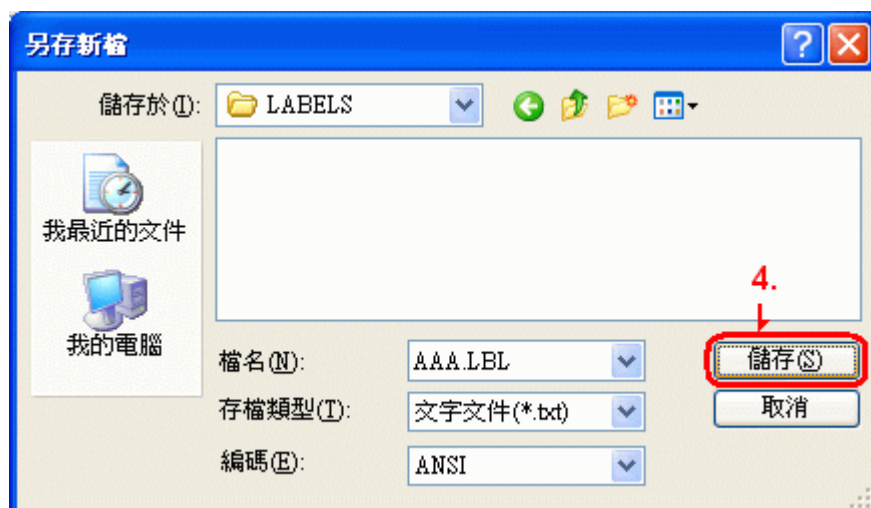 另存新檔
儲存於(I): LABELS
我最近的文件
我的電腦
4.
檔名(N): AAA.LBL 儲存(S)
存檔類型(T): 文字文件(*.txt) 取消
編碼(E): ANSI